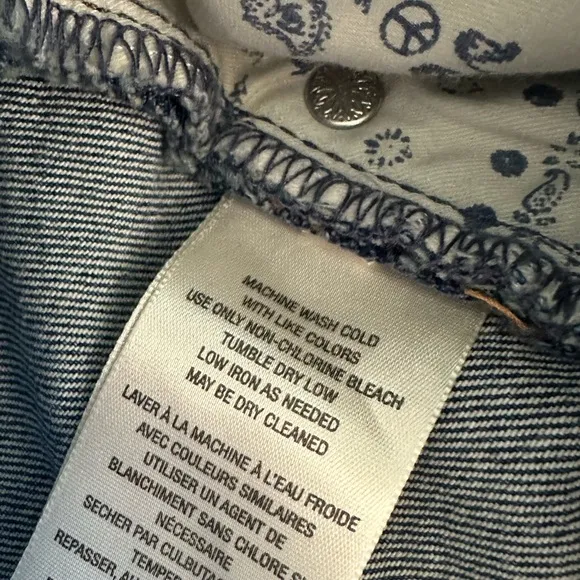 MACHINE WASH COLD
WITH LIKE COLORS
USE ONLY NON-CHLORINE BLEACH
TUMBLE DRY LOW
LOW IRON AS NEEDED
MAY BE DRY CLEANED
LAVER À LA MACHINE À L'EAU FROIDE
AVEC COULEURS SIMILAIRES
UTILISER UN AGENT DE
BLANCHIMENT SANS CHLORE
NÉCESSAIRE
SECHER PAR
REPASSER,